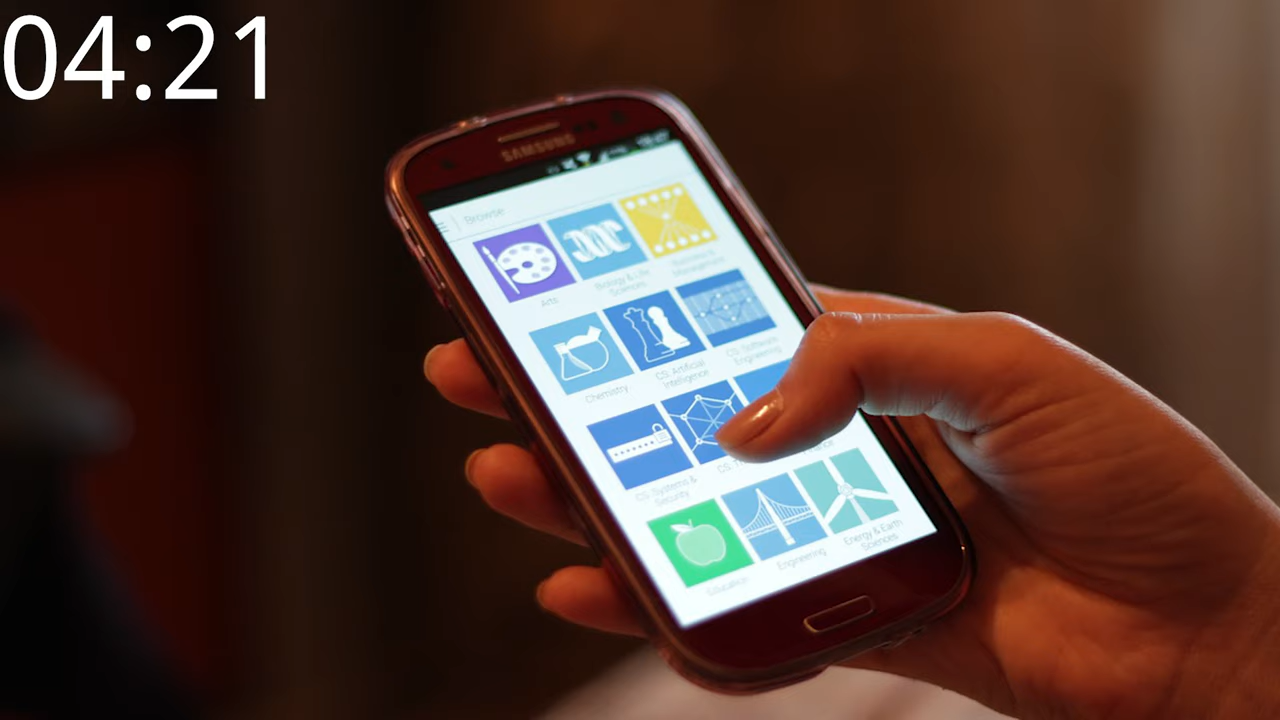 04:21
SAMSUNG
Browse
Arts
Biology & Life
Sciences
Business &
Management
Chemistry
CS: Artificial
Intelligence
CS: Software
Engineering
CS: Systems &
Security
CS:
Education
Engineering
Energy & Earth
Sciences